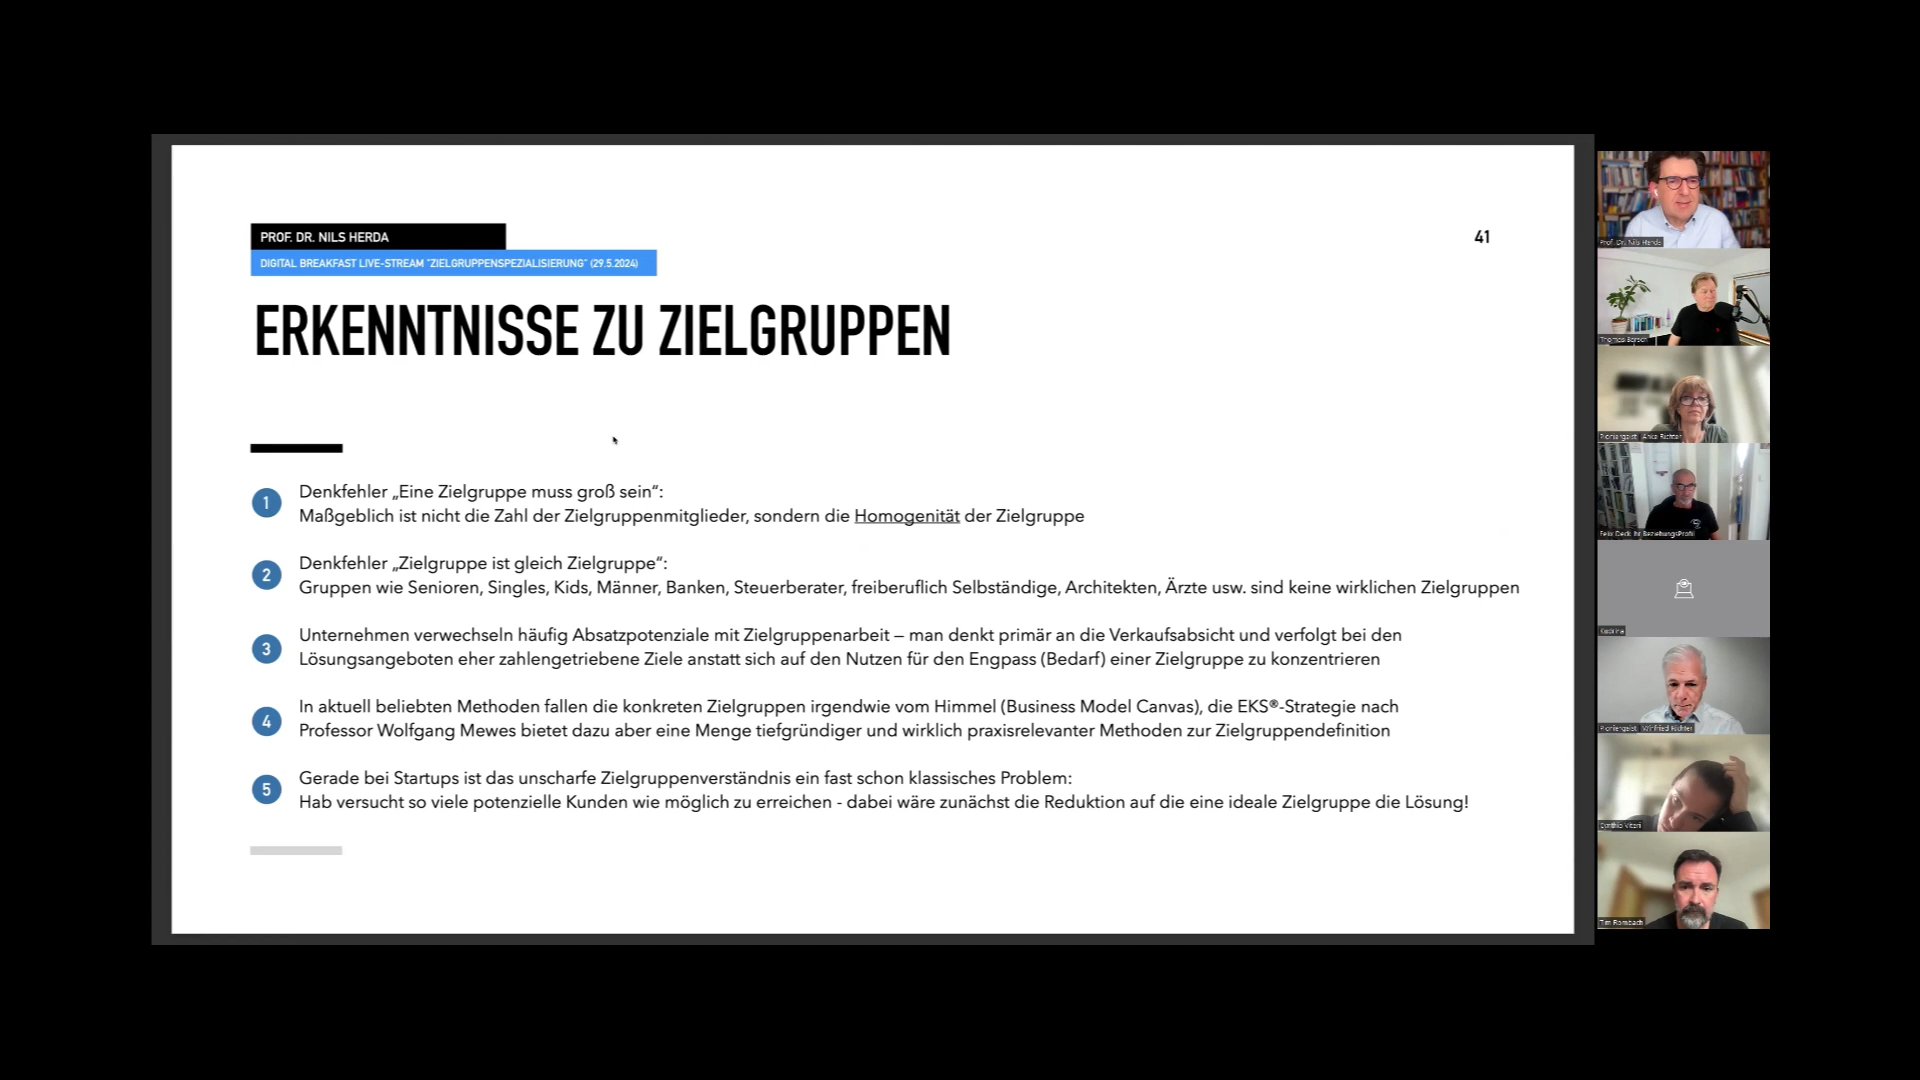 PROF. DR. NILS HERDA
41
DIGITAL BREAKFAST LIVE-STREAM "ZIELGRUPPENSPEZIALISIERUNG" (29.5.2024)
ERKENNTNISSE ZU ZIELGRUPPEN
1
Denkfehler „Eine Zielgruppe muss groß sein“:
Maßgeblich ist nicht die Zahl der Zielgruppenmitglieder, sondern die Homogenität der Zielgruppe
2
Denkfehler „Zielgruppe ist gleich Zielgruppe“:
Gruppen wie Senioren, Singles, Kids, Männer, Banken, Steuerberater, freiberuflich Selbständige, Architekten, Ärzte usw. sind keine wirklichen Zielgruppen
3
Unternehmen verwechseln häufig Absatzpotenziale mit Zielgruppenarbeit – man denkt primär an die Verkaufsabsicht und verfolgt bei den
Lösungsangeboten eher zahlengetriebene Ziele anstatt sich auf den Nutzen für den Engpass (Bedarf) einer Zielgruppe zu konzentrieren
4
In aktuell beliebten Methoden fallen die konkreten Zielgruppen irgendwie vom Himmel (Business Model Canvas), die EKS®-Strategie nach
Professor Wolfgang Mewes bietet dazu aber eine Menge tiefgründiger und wirklich praxisrelevanter Methoden zur Zielgruppendefinition
5
Gerade bei Startups ist das unscharfe Zielgruppenverständnis ein fast schon klassisches Problem:
Hab versucht so viele potenzielle Kunden wie möglich zu erreichen - dabei wäre zunächst die Reduktion auf die eine ideale Zielgruppe die Lösung!
Prof. Dr. Nils Herda
Winfried Richter
Tim Rombach